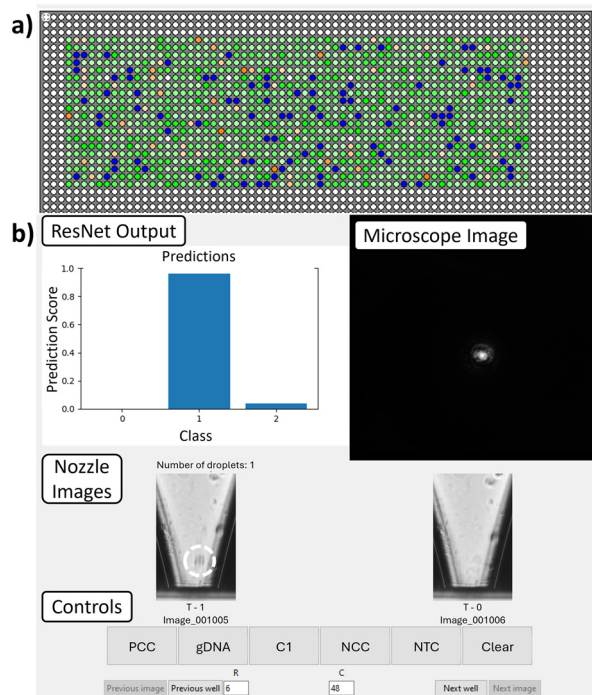 a)
b)
ResNet Output
Microscope Image
Predictions
Prediction Score
1.0
0.8
0.6
0.4
0.2
0.0
0 1 2
Class
Nozzle
Images
Number of droplets: 1
T - 1
Image_001005
T - 0
Image_001006
Controls
PCC gDNA C1 NCC NTC Clear
R C
Previous image Previous well 6 48 Next well Next image